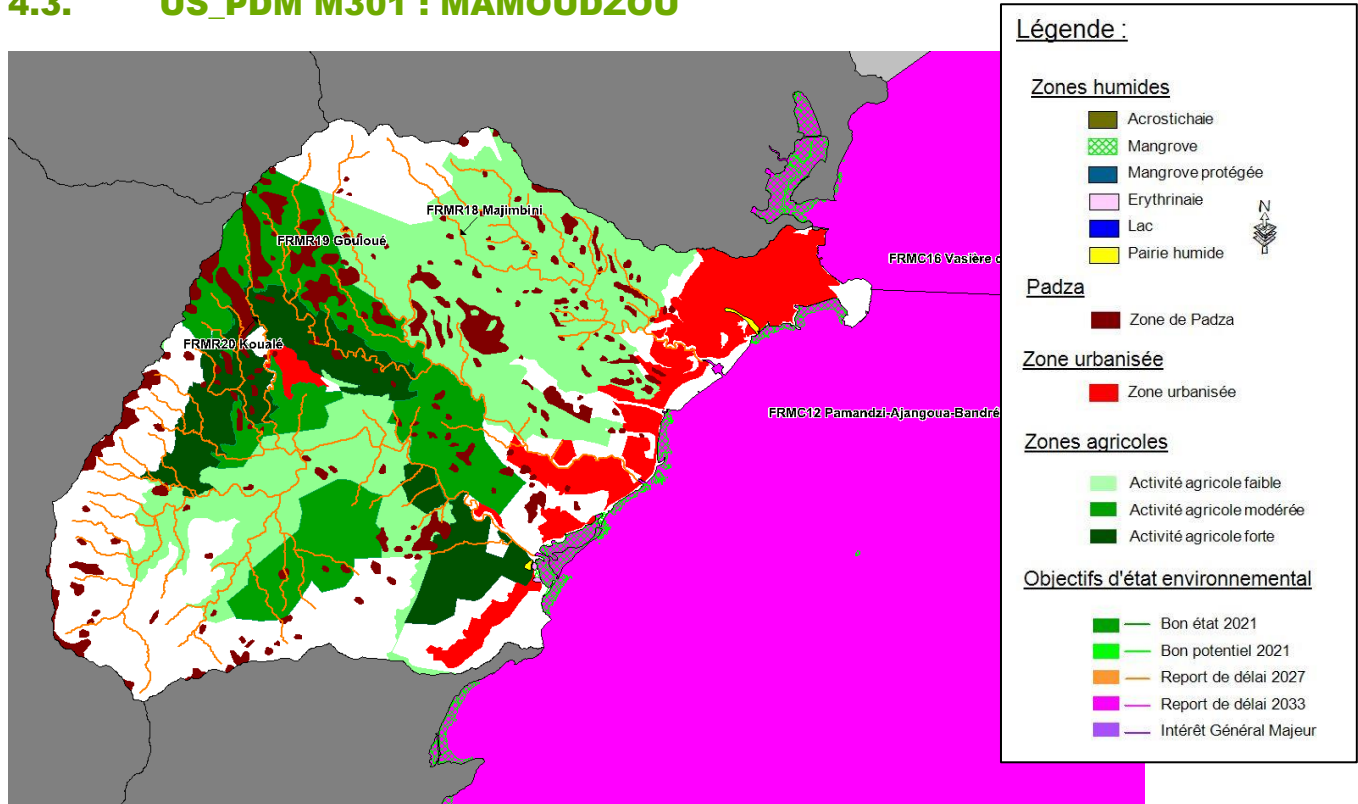 4.3. US_PDM M301 : MAMOUDZOU
FRMR18 Majimbini
FRMR19 Gouloué
FRMC16 Vasière d
FRMR20 Koualé
FRMC12 Pamandzi-Ajangoua-Bandré
Légende :
Zones humides
Acrostichaie
Mangrove
Mangrove protégée
Erythrinaie
N
Lac
Pairie humide
Padza
Zone de Padza
Zone urbanisée
Zone urbanisée
Zones agricoles
Activité agricole faible
Activité agricole modérée
Activité agricole forte
Objectifs d'état environnemental
Bon état 2021
Bon potentiel 2021
Report de délai 2027
Report de délai 2033
Intérêt Général Majeur